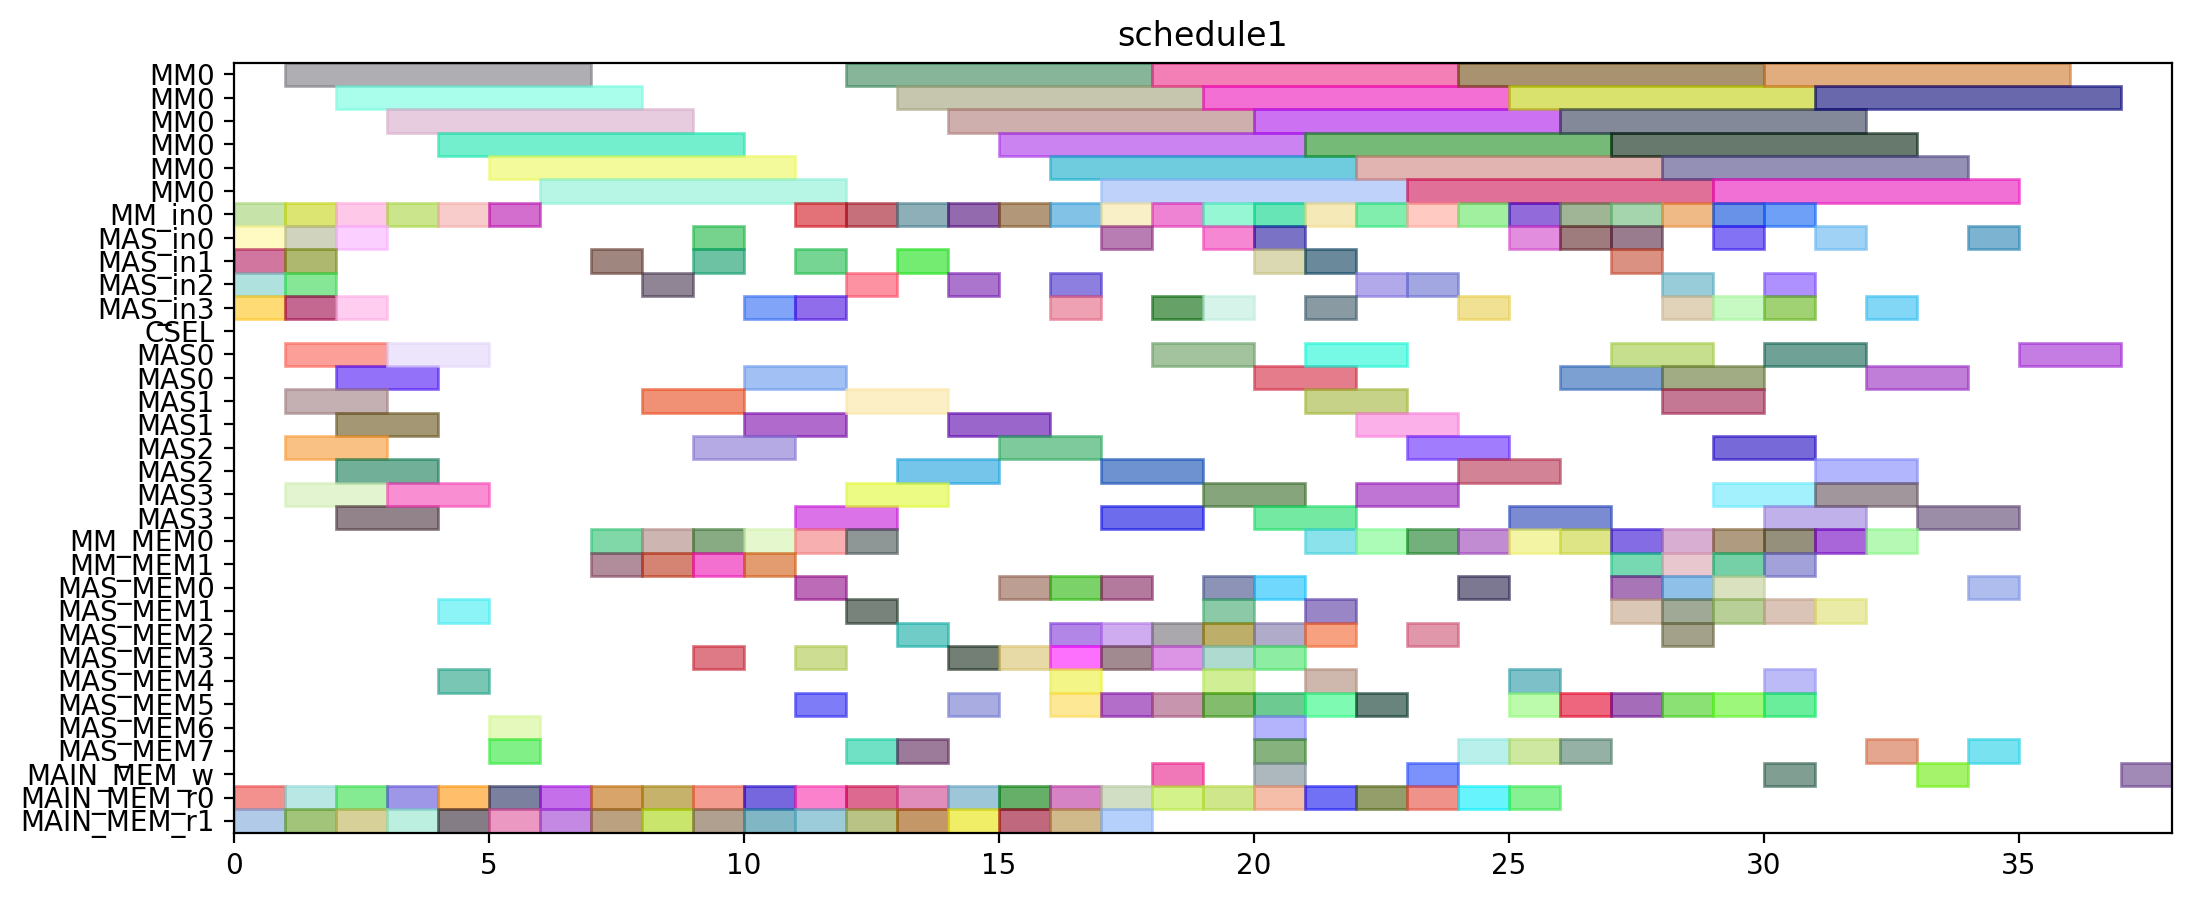 schedule1
MM0
MM0
MM0
MM0
MM0
MM0
MM_in0
MAS_in0
MAS_in1
MAS_in2
MAS_in3
CSEL
MAS0
MAS0
MAS1
MAS1
MAS2
MAS2
MAS3
MAS3
MM_MEM0
MM_MEM1
MAS_MEM0
MAS_MEM1
MAS_MEM2
MAS_MEM3
MAS_MEM4
MAS_MEM5
MAS_MEM6
MAS_MEM7
MAIN_MEM_w
MAIN_MEM_r0
MAIN_MEM_r1
0 5 10 15 20 25 30 35